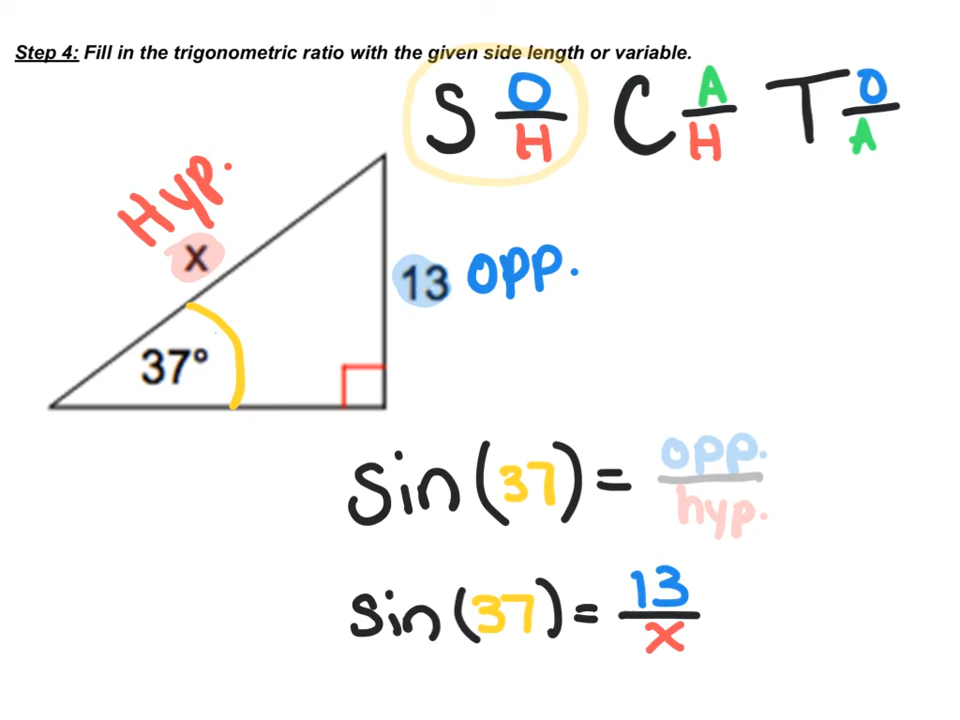 Step 4: Fill in the trigonometric ratio with the given side length or variable.
S O/H C A/H T O/A
Hyp.
x
13 opp.
37°
sin(37) = opp./hyp.
sin(37) = 13/x